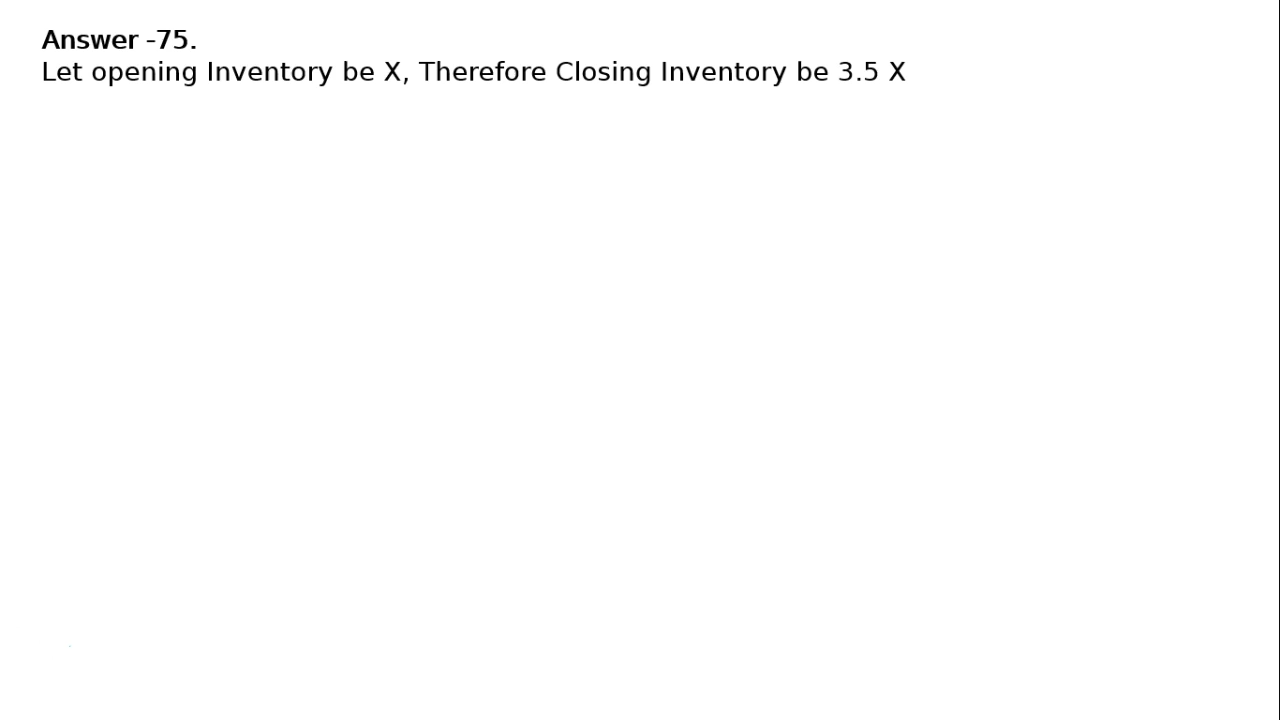 Answer -75.
Let opening Inventory be X, Therefore Closing Inventory be 3.5 X